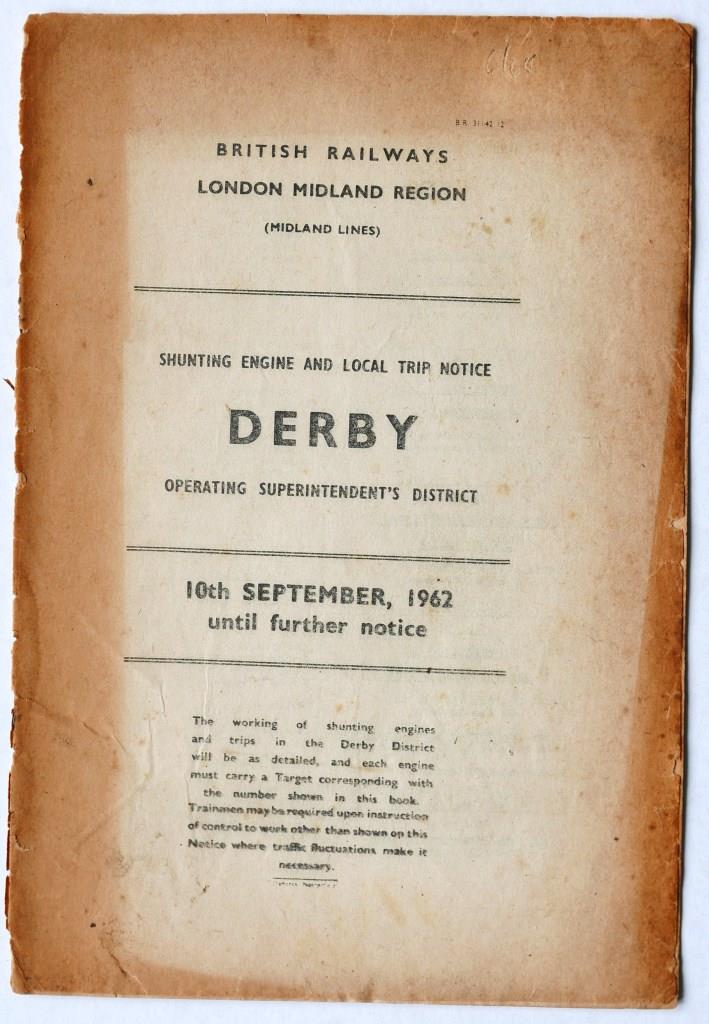 BRITISH RAILWAYS
LONDON MIDLAND REGION
(MIDLAND LINES)
SHUNTING ENGINE AND LOCAL TRIP NOTICE
DERBY
OPERATING SUPERINTENDENT'S DISTRICT
10th SEPTEMBER, 1962
until further notice
The working of shunting engines
and trips in the Derby District
will be as detailed, and each engine
must carry a Target corresponding with
the number shown in this book.
Trainmen may be required upon instruction
of control to work other than shown on this
Notice where traffic fluctuations make it
necessary.